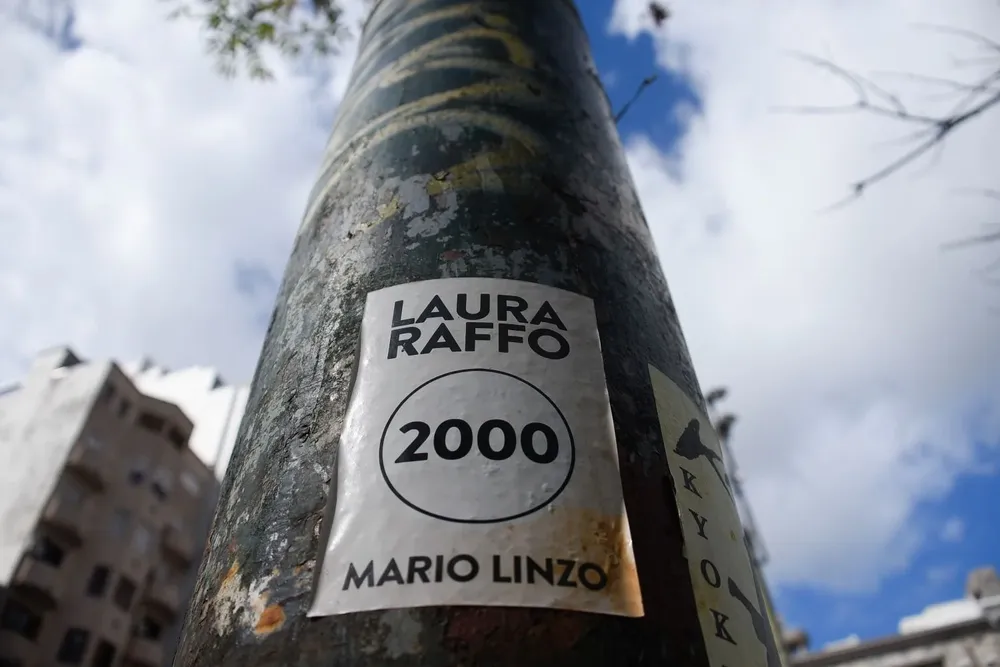 LAURA
RAFFO
2000
MARIO LINZO
K
Y
O
K